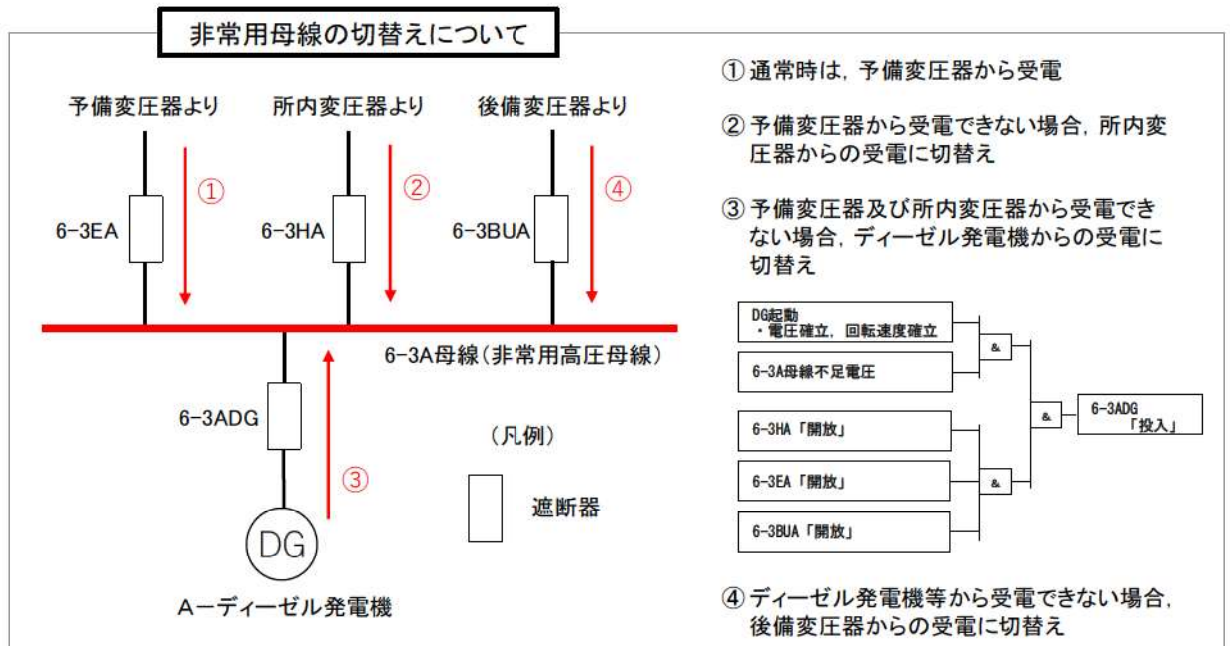 非常用母線の切替えについて
予備変圧器より
所内変圧器より
後備変圧器より
①
②
④
6-3EA
6-3HA
6-3BUA
6-3A母線(非常用高圧母線)
6-3ADG
③
(凡例)
遮断器
DG
A-ディーゼル発電機
① 通常時は,予備変圧器から受電
② 予備変圧器から受電できない場合,所内変
圧器からの受電に切替え
③ 予備変圧器及び所内変圧器から受電でき
ない場合,ディーゼル発電機からの受電に
切替え
DG起動
・電圧確立,回転速度確立
&
6-3A母線不足電圧
6-3HA「開放」
6-3EA「開放」
&
6-3BUA「開放」
&
6-3ADG
「投入」
④ ディーゼル発電機等から受電できない場合,
後備変圧器からの受電に切替え